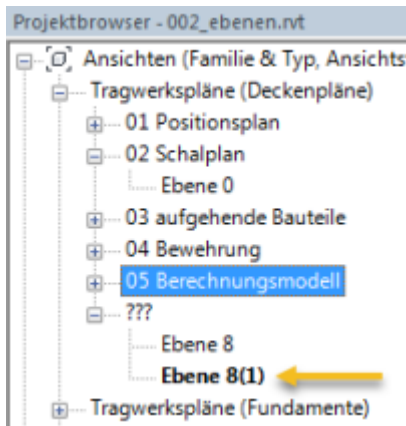 Projektbrowser - 002_ebenen.rvt
Ansichten (Familie & Typ, Ansichts
Tragwerkspläne (Deckenpläne)
01 Positionsplan
02 Schalplan
Ebene 0
03 aufgehende Bauteile
04 Bewehrung
05 Berechnungsmodell
???
Ebene 8
Ebene 8(1)
Tragwerkspläne (Fundamente)